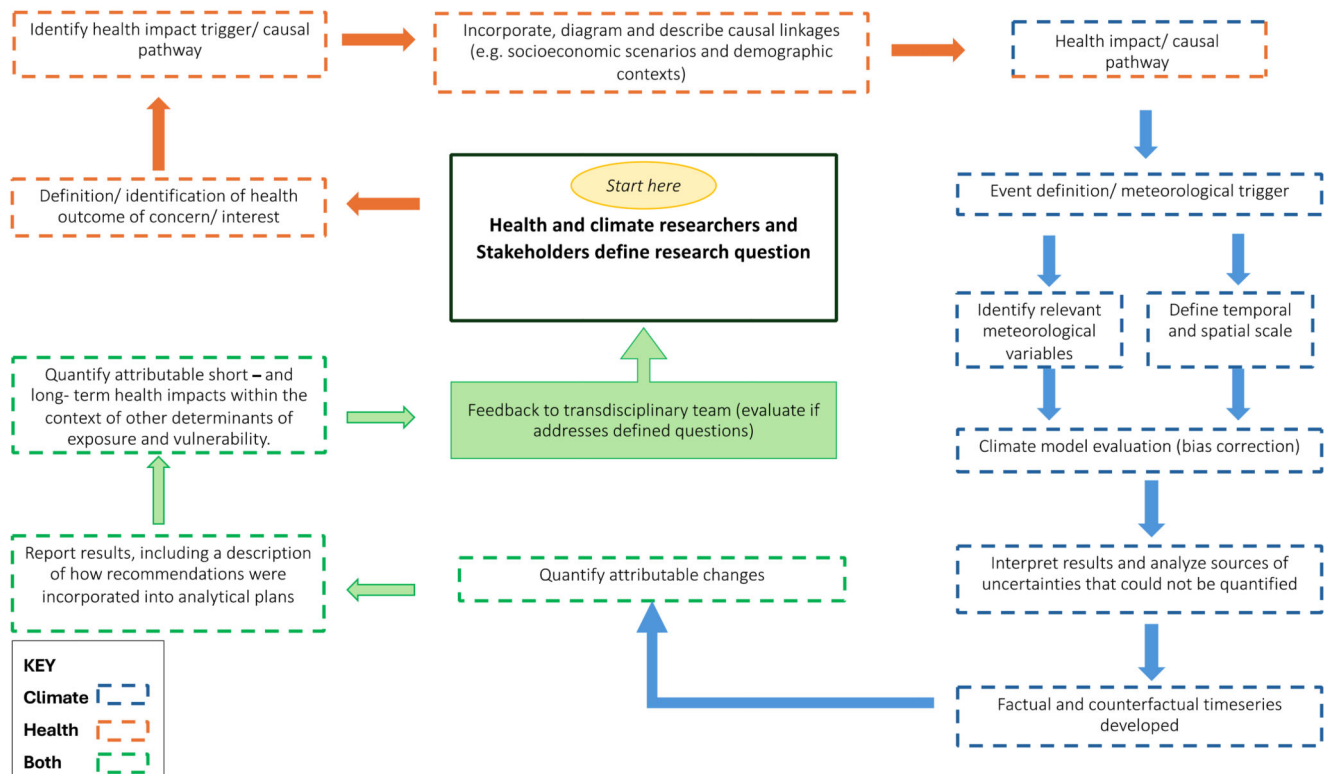 Identify health impact trigger/ causal
pathway
Incorporate, diagram and describe causal linkages
(e.g. socioeconomic scenarios and demographic
contexts)
Health impact/ causal
pathway
Definition/ identification of health
outcome of concern/ interest
Start here
Health and climate researchers and
Stakeholders define research question
Event definition/ meteorological trigger
Identify relevant
meteorological
variables
Define temporal
and spatial scale
Quantify attributable short – and
long- term health impacts within the
context of other determinants of
exposure and vulnerability.
Feedback to transdisciplinary team (evaluate if
addresses defined questions)
Climate model evaluation (bias correction)
Report results, including a description
of how recommendations were
incorporated into analytical plans
Quantify attributable changes
Interpret results and analyze sources of
uncertainties that could not be quantified
Factual and counterfactual timeseries
developed
KEY
Climate
Health
Both